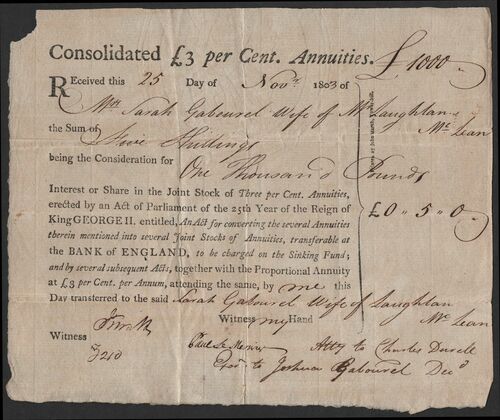 Consolidated £3 per Cent. Annuities. £ 1000
Received this 25 Day of Novr. 1803 of
Mrs Sarah Gabourel Wife of Mr Laughlan
Mc Lean
the Sum of Five Shillings
being the Consideration for One Thousand Pounds
Interest or Share in the Joint Stock of Three per Cent. Annuities,
erected by an Act of Parliament of the 25th Year of the Reign of
King GEORGE II. entitled, An Act for converting the several Annuities
therein mentioned into several Joint Stocks of Annuities, transferable at
the BANK of ENGLAND, to be charged on the Sinking Fund;
and by several subsequent Acts, together with the Proportional Annuity
at £3 per Cent. per Annum, attending the same, by me this
Day transferred to the said Sarah Gabourel Wife of Laughlan
Mc Lean
£0 " 5 " 0
Witness my Hand
Witness
Atty to Charles Durell
to Joshua Gabourel Decd